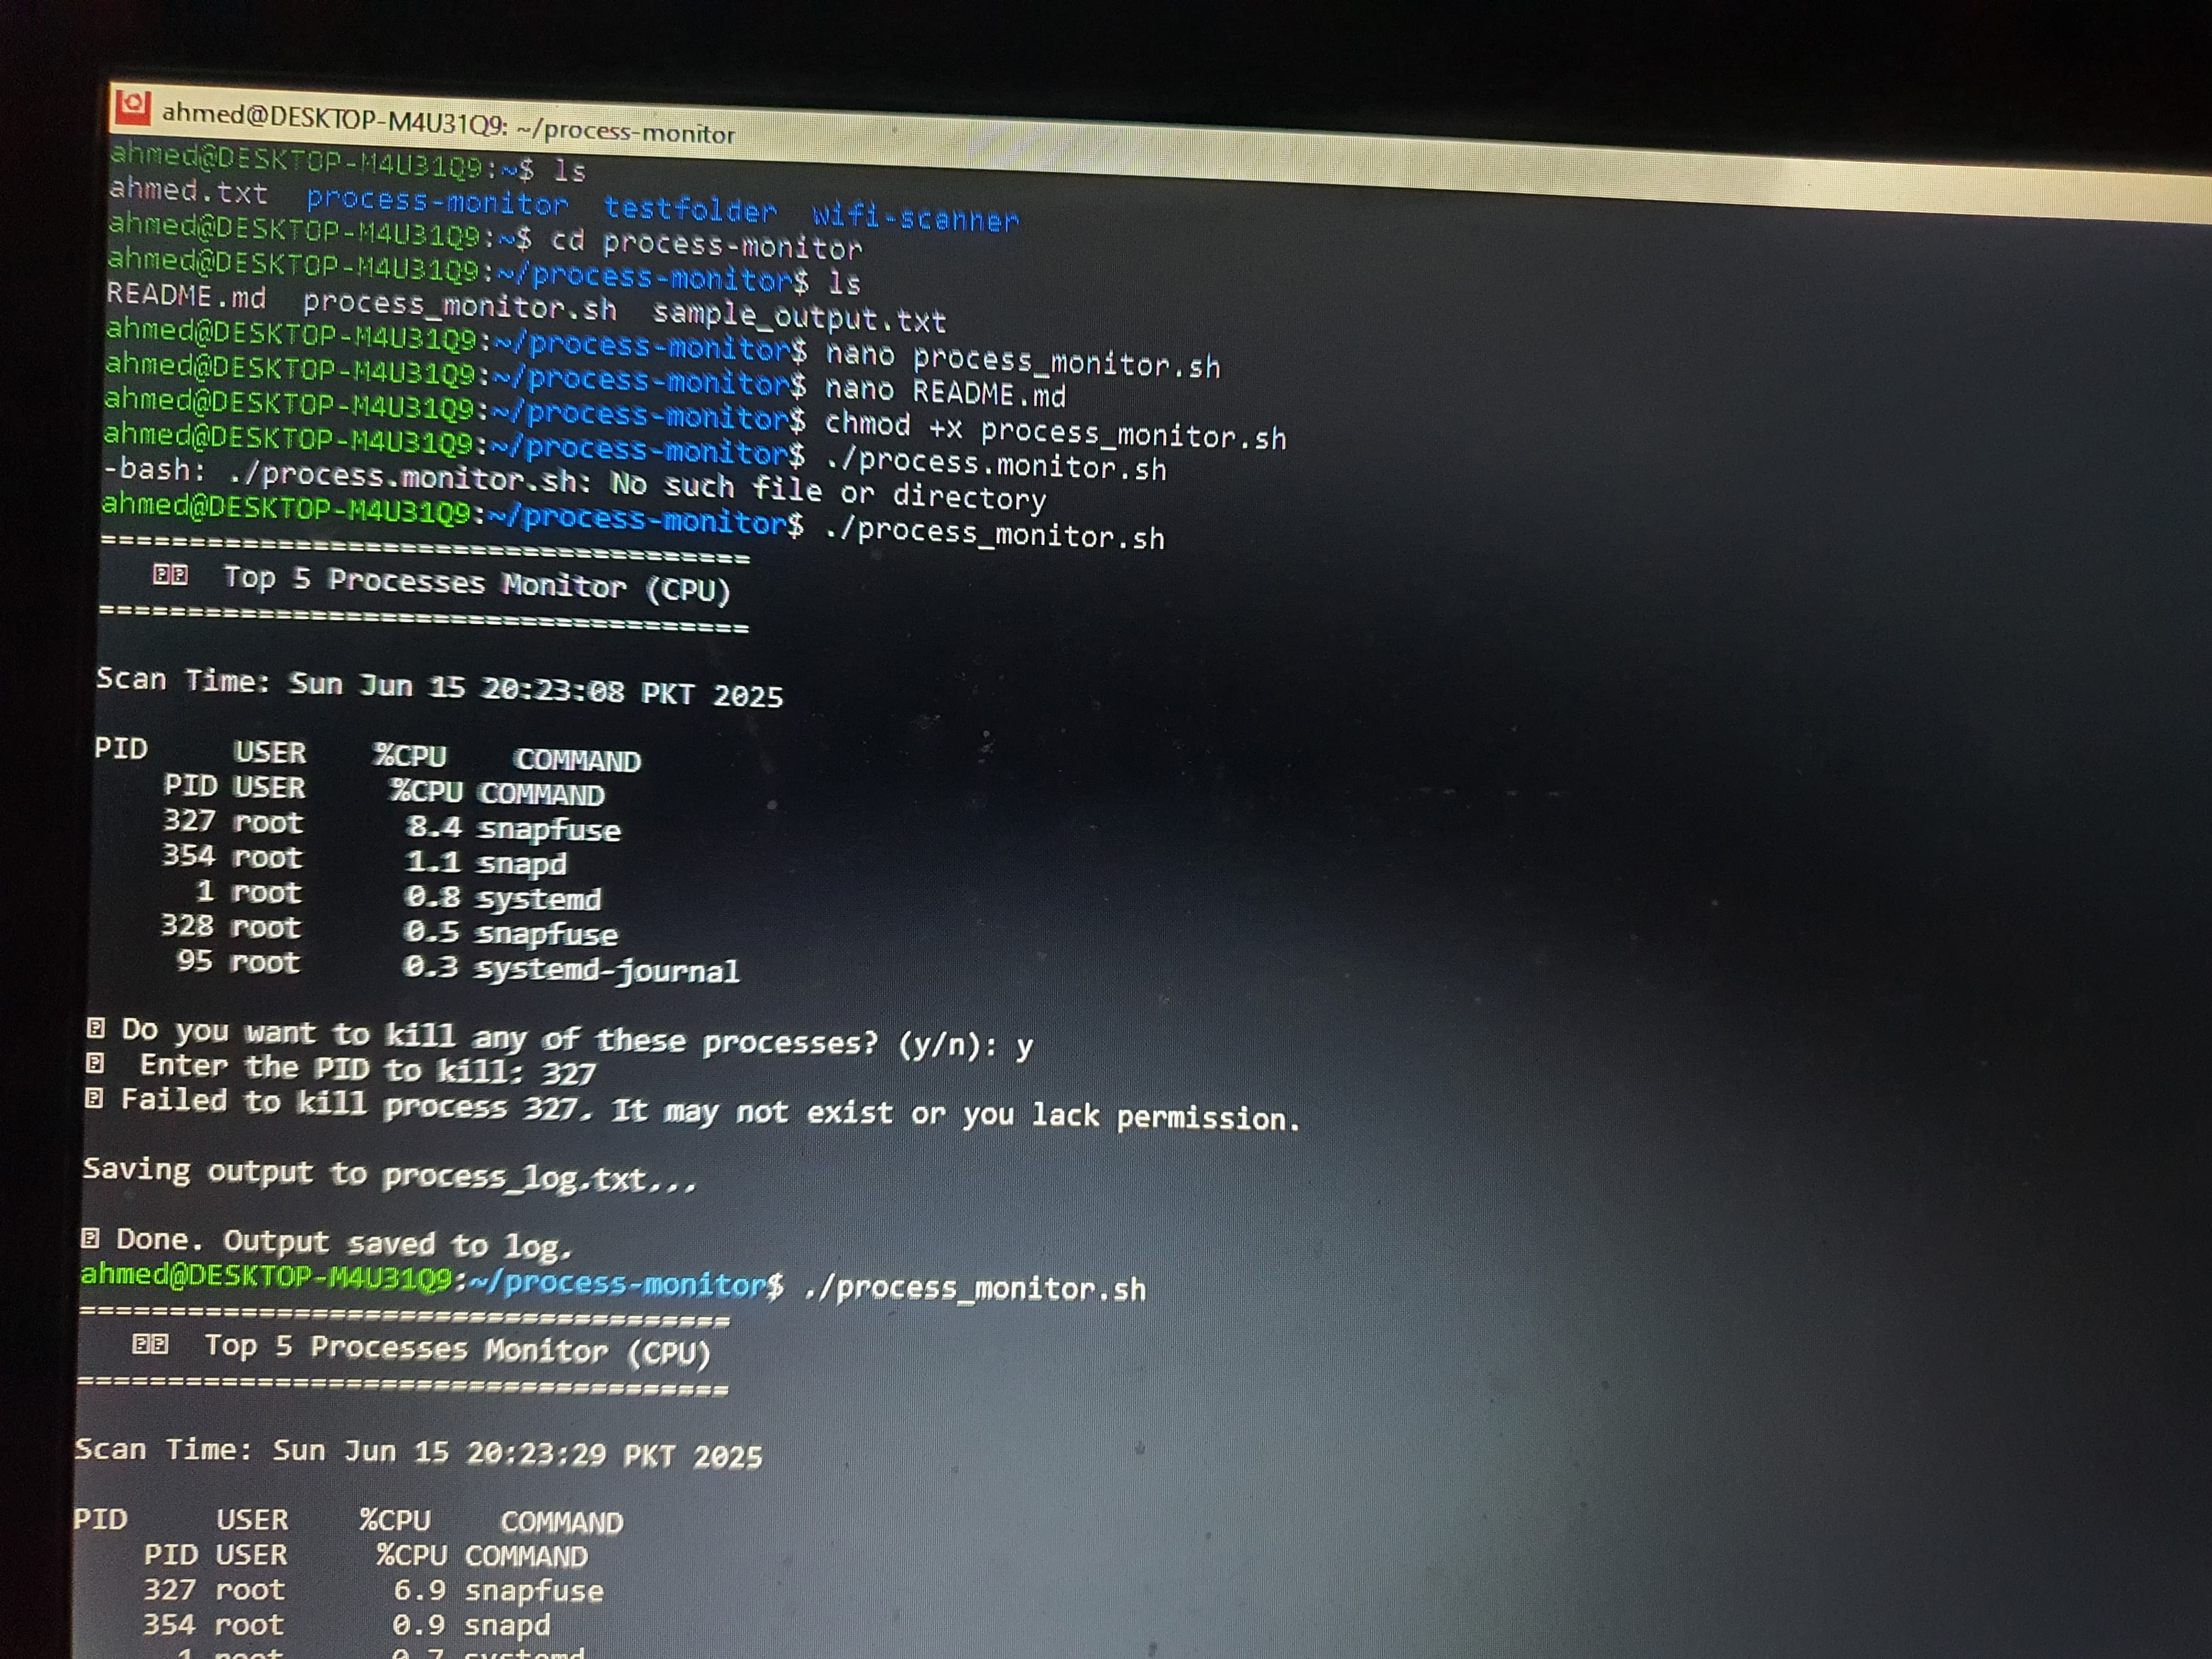 ahmed@DESKTOP-M4U31Q9: ~/process-monitor
ahmed@DESKTOP-M4U31Q9:~$ ls
ahmed.txt process-monitor testfolder wifi-scanner
ahmed@DESKTOP-M4U31Q9:~$ cd process-monitor
ahmed@DESKTOP-M4U31Q9:~/process-monitor$ ls
README.md process_monitor.sh sample_output.txt
ahmed@DESKTOP-M4U31Q9:~/process-monitor$ nano process_monitor.sh
ahmed@DESKTOP-M4U31Q9:~/process-monitor$ nano README.md
ahmed@DESKTOP-M4U31Q9:~/process-monitor$ chmod +x process_monitor.sh
ahmed@DESKTOP-M4U31Q9:~/process-monitor$ ./process.monitor.sh
-bash: ./process.monitor.sh: No such file or directory
ahmed@DESKTOP-M4U31Q9:~/process-monitor$ ./process_monitor.sh
=====================================
Top 5 Processes Monitor (CPU)
=====================================
Scan Time: Sun Jun 15 20:23:08 PKT 2025
PID USER %CPU COMMAND
PID USER %CPU COMMAND
327 root 8.4 snapfuse
354 root 1.1 snapd
1 root 0.8 systemd
328 root 0.5 snapfuse
95 root 0.3 systemd-journal
Do you want to kill any of these processes? (y/n): y
Enter the PID to kill: 327
Failed to kill process 327. It may not exist or you lack permission.
Saving output to process_log.txt...
Done. Output saved to log.
ahmed@DESKTOP-M4U31Q9:~/process-monitor$ ./process_monitor.sh
=====================================
Top 5 Processes Monitor (CPU)
=====================================
Scan Time: Sun Jun 15 20:23:29 PKT 2025
PID USER %CPU COMMAND
PID USER %CPU COMMAND
327 root 6.9 snapfuse
354 root 0.9 snapd
1 root 0.7 systemd